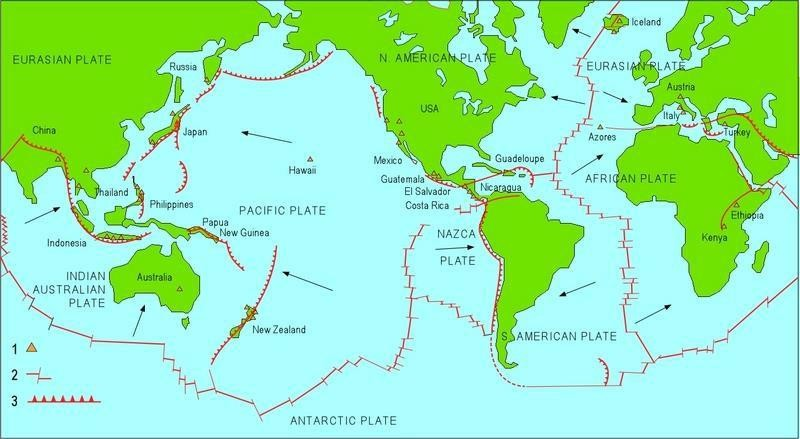 Iceland
EURASIAN PLATE
N. AMERICAN PLATE
Russia
EURASIAN PLATE
Austria
USA
Italy
China
Japan
Azores
Turkey
Mexico
Guadeloupe
Hawaii
Guatemala
AFRICAN PLATE
Thailand
El Salvador
Nicaragua
Philippines
Costa Rica
PACIFIC PLATE
Ethiopia
Papua
New Guinea
NAZCA
PLATE
Kenya
Indonesia
INDIAN
AUSTRALIAN
PLATE
Australia
New Zealand
S. AMERICAN PLATE
1
2
3
ANTARCTIC PLATE